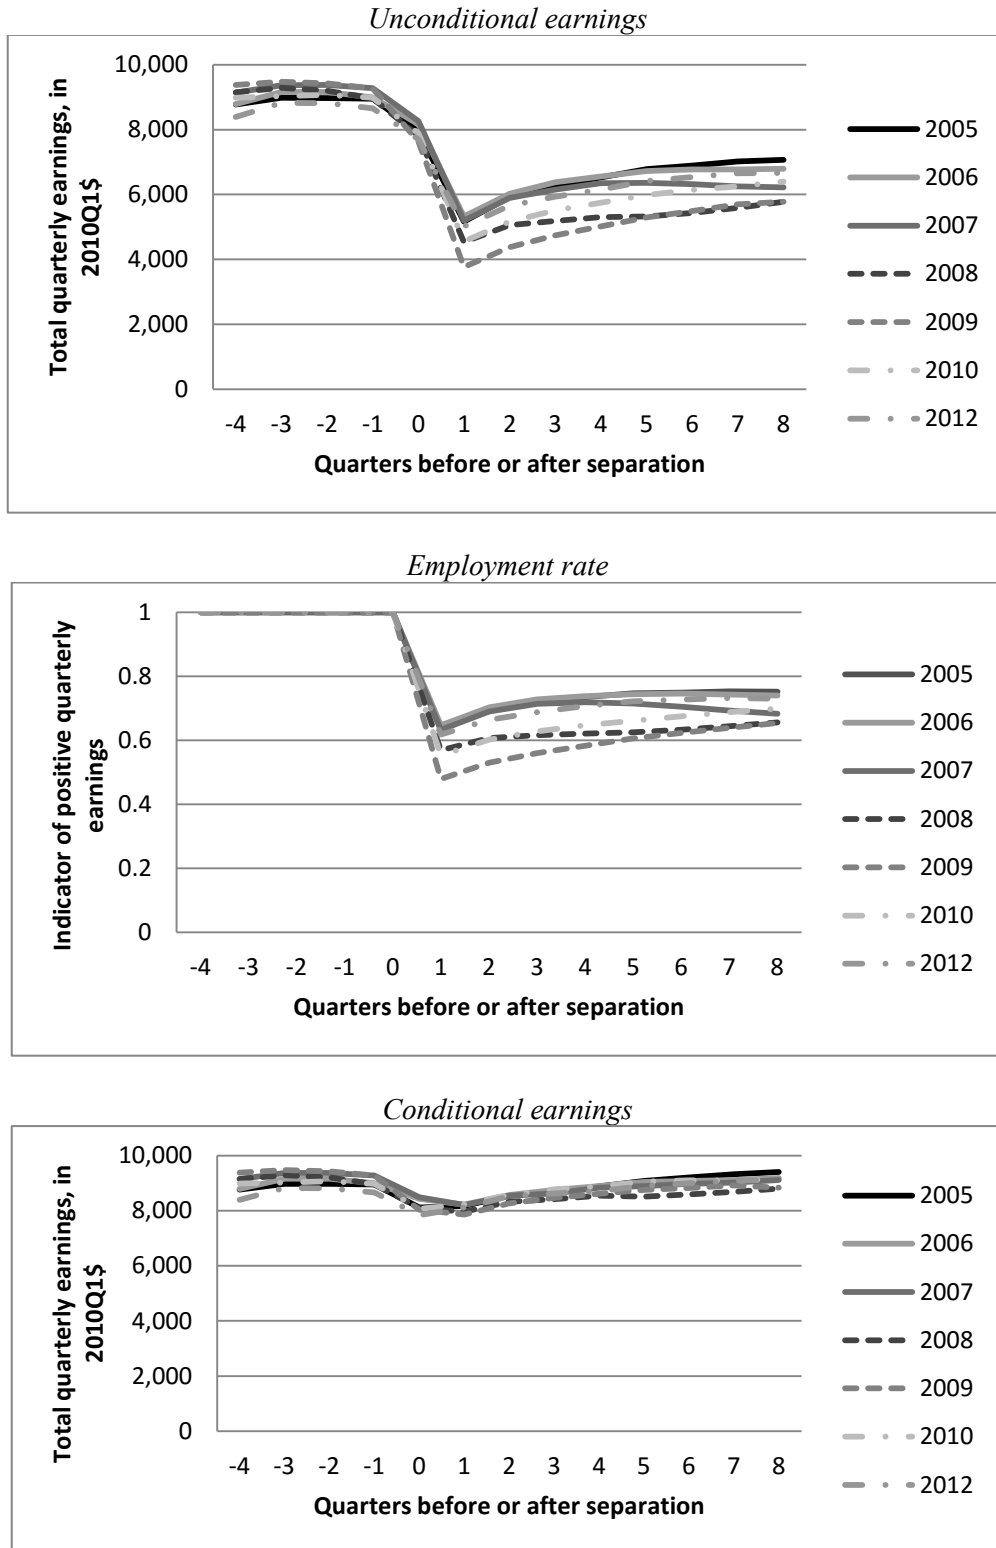 Unconditional earnings
Total quarterly earnings, in
2010Q1$
10,000
8,000
6,000
4,000
2,000
0
-4 -3 -2 -1 0 1 2 3 4 5 6 7 8
Quarters before or after separation
2005
2006
2007
2008
2009
2010
2012
Employment rate
Indicator of positive quarterly
earnings
1
0.8
0.6
0.4
0.2
0
-4 -3 -2 -1 0 1 2 3 4 5 6 7 8
Quarters before or after separation
2005
2006
2007
2008
2009
2010
2012
Conditional earnings
Total quarterly earnings, in
2010Q1$
10,000
8,000
6,000
4,000
2,000
0
-4 -3 -2 -1 0 1 2 3 4 5 6 7 8
Quarters before or after separation
2005
2006
2007
2008
2009
2010
2012